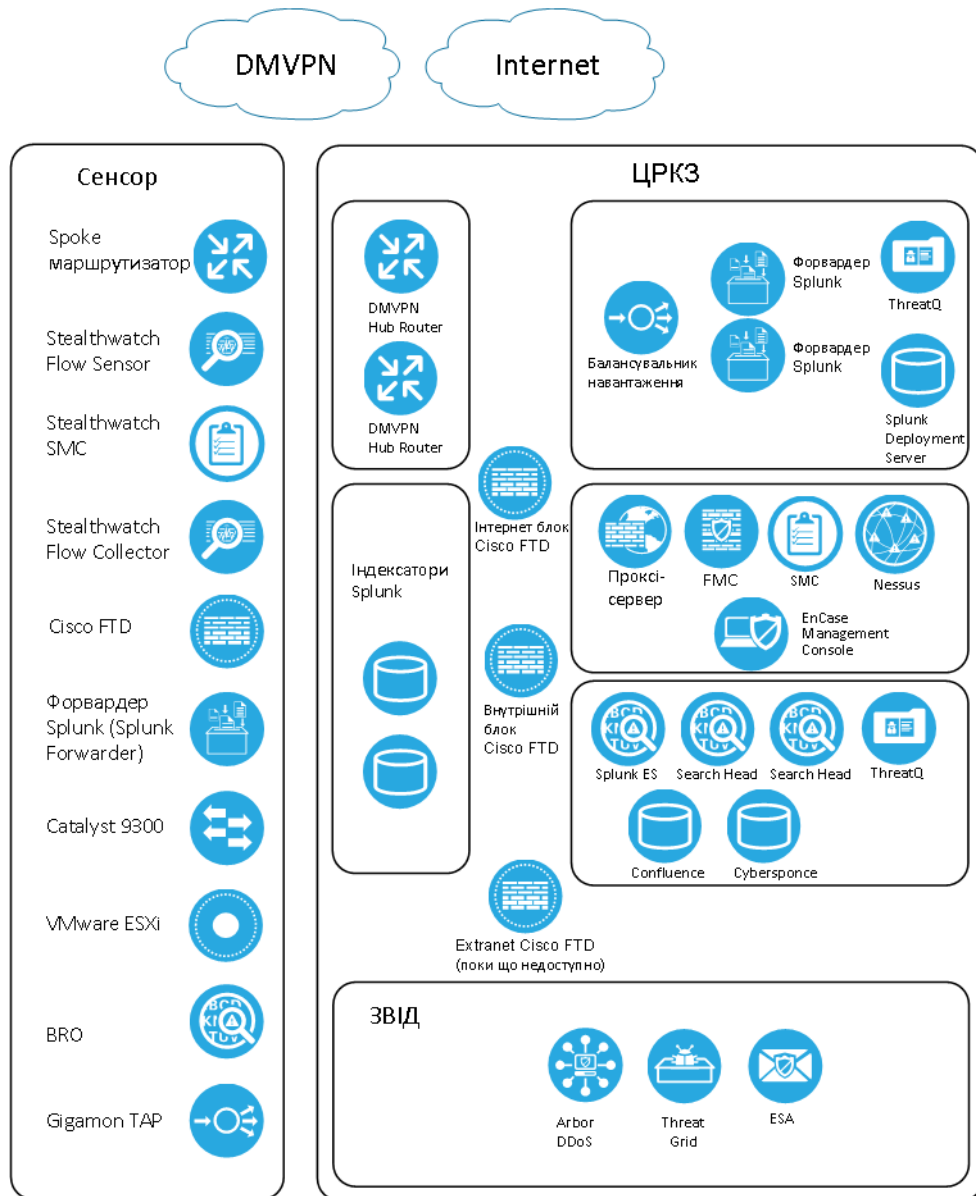 DMVPN
Internet
Сенсор
Spoke
маршрутизатор
Stealthwatch
Flow Sensor
Stealthwatch
SMC
Stealthwatch
Flow Collector
Cisco FTD
Форвардер
Splunk (Splunk
Forwarder)
Catalyst 9300
VMware ESXi
BRO
Gigamon TAP
ЦРКЗ
DMVPN
Hub Router
DMVPN
Hub Router
Балансувальник
навантаження
Форвардер
Splunk
Форвардер
Splunk
ThreatQ
Splunk
Deployment
Server
Інтернет блок
Cisco FTD
Індексатори
Splunk
Внутрішній
блок
Cisco FTD
Проксі-
сервер
FMC
SMC
Nessus
EnCase
Management
Console
Splunk ES
Search Head
Search Head
ThreatQ
Confluence
Cybersponce
Extranet Cisco FTD
(поки що недоступно)
ЗВІД
Arbor
DDoS
Threat
Grid
ESA